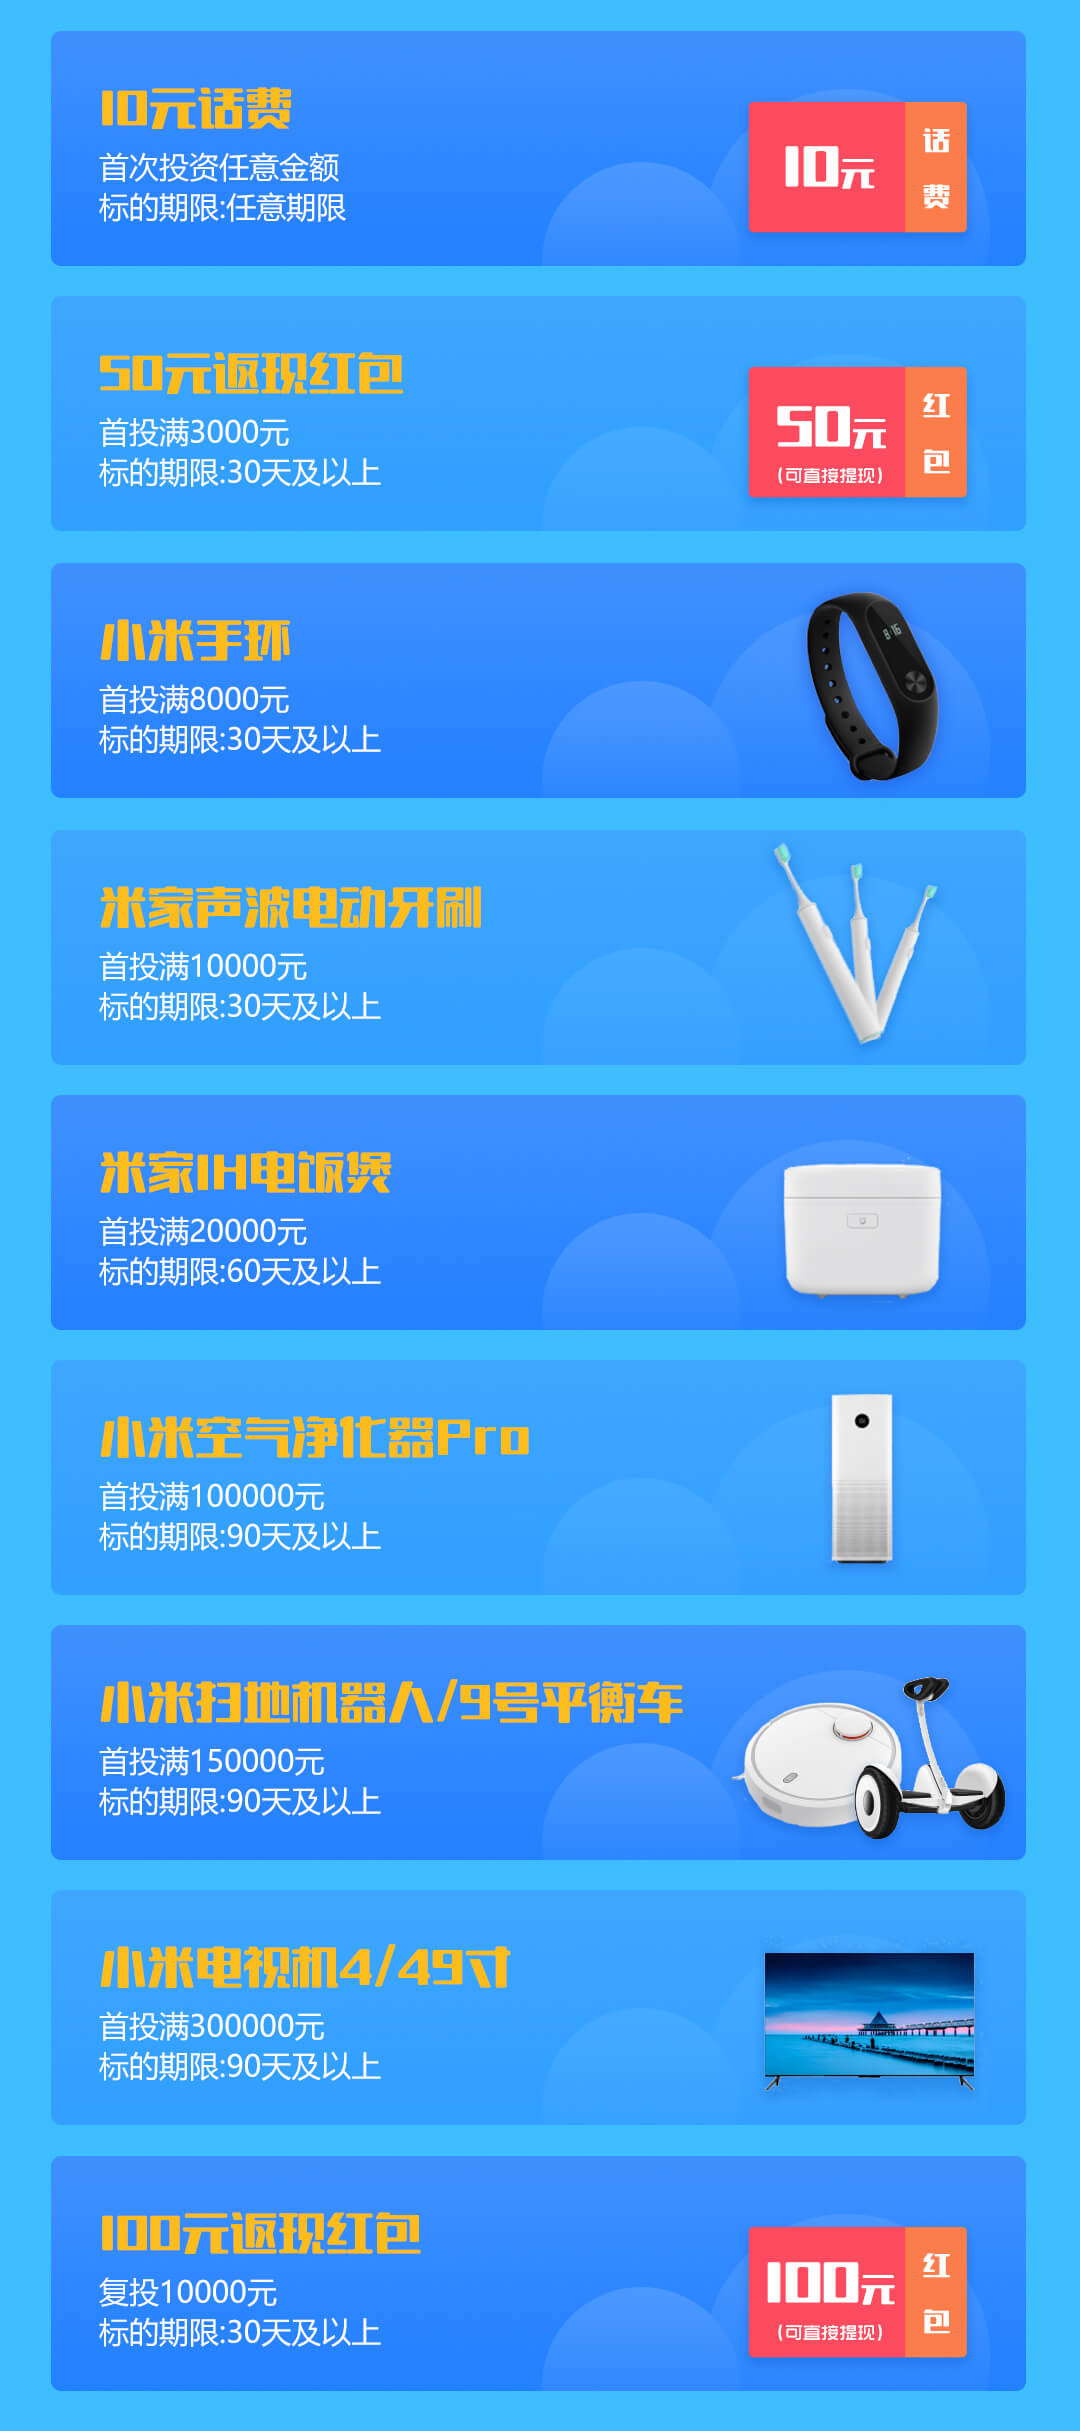 10元话费
首次投资任意金额
标的期限:任意期限
10元
话费
50元返现红包
首投满3000元
标的期限:30天及以上
50元
(可直接提现)
红包
小米手环
首投满8000元
标的期限:30天及以上
8:16
米家声波电动牙刷
首投满10000元
标的期限:30天及以上
米家IH电饭煲
首投满20000元
标的期限:60天及以上
小米空气净化器Pro
首投满100000元
标的期限:90天及以上
小米扫地机器人/9号平衡车
首投满150000元
标的期限:90天及以上
小米电视机4/49寸
首投满300000元
标的期限:90天及以上
100元返现红包
复投10000元
标的期限:30天及以上
100元
(可直接提现)
红包